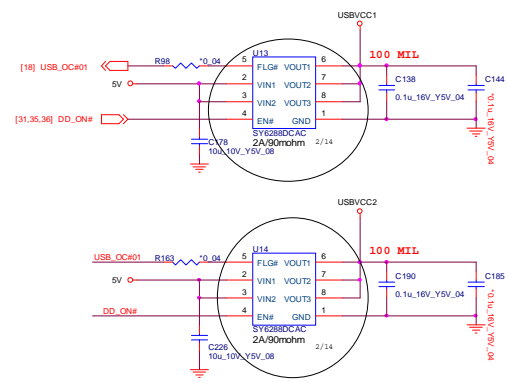 USBVCC1
U13
100 MIL
[18] USB_OC#01
R98
*0_04
5 FLG# VOUT1 6
5V
2 VIN1 VOUT2 7
3 VIN2 VOUT3 8
[31,35,36] DD_ON#
4 EN# GND 1
C138
0.1u_16V_Y5V_04
C144
*0.1u_16V_Y5V_04
SY6288DCAC
2A/90mohm
2/14
C178
10u_10V_Y5V_08
USBVCC2
U14
100 MIL
USB_OC#01
R163
*0_04
5 FLG# VOUT1 6
5V
2 VIN1 VOUT2 7
3 VIN2 VOUT3 8
DD_ON#
4 EN# GND 1
C190
0.1u_16V_Y5V_04
C185
*0.1u_16V_Y5V_04
SY6288DCAC
2A/90mohm
2/14
C226
10u_10V_Y5V_08